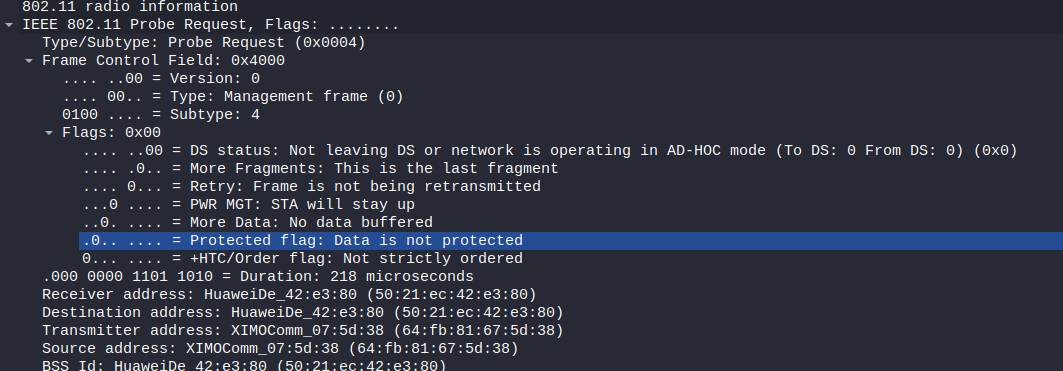 802.11 radio information
IEEE 802.11 Probe Request, Flags: ........
Type/Subtype: Probe Request (0x0004)
Frame Control Field: 0x4000
.... ..00 = Version: 0
.... 00.. = Type: Management frame (0)
0100 .... = Subtype: 4
Flags: 0x00
.... ..00 = DS status: Not leaving DS or network is operating in AD-HOC mode (To DS: 0 From DS: 0) (0x0)
.... .0.. = More Fragments: This is the last fragment
.... 0... = Retry: Frame is not being retransmitted
...0 .... = PWR MGT: STA will stay up
..0. .... = More Data: No data buffered
.0.. .... = Protected flag: Data is not protected
0... .... = +HTC/Order flag: Not strictly ordered
.000 0000 1101 1010 = Duration: 218 microseconds
Receiver address: HuaweiDe_42:e3:80 (50:21:ec:42:e3:80)
Destination address: HuaweiDe_42:e3:80 (50:21:ec:42:e3:80)
Transmitter address: XIMOComm_07:5d:38 (64:fb:81:67:5d:38)
Source address: XIMOComm_07:5d:38 (64:fb:81:67:5d:38)
BSS Id: HuaweiDe_42:e3:80 (50:21:ec:42:e3:80)